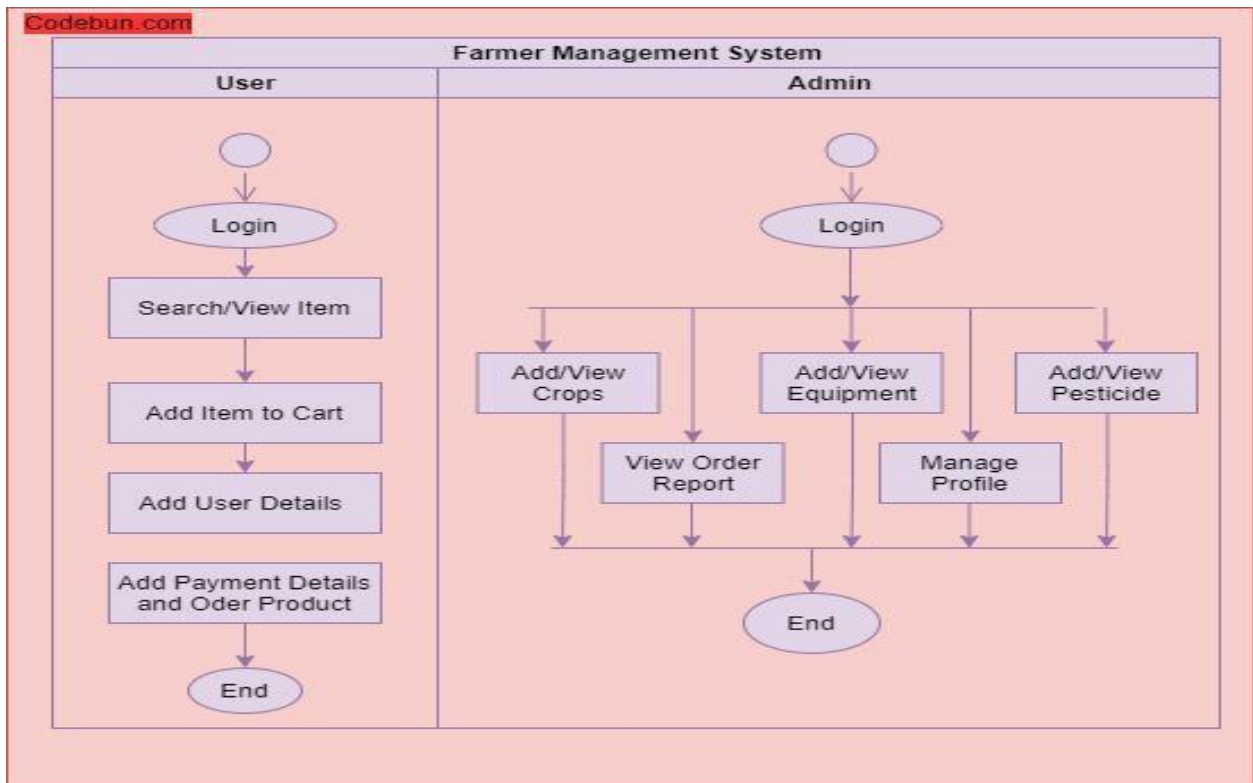 Codebun.com
Farmer Management System
User
Admin
Login
Search/View Item
Add Item to Cart
Add User Details
Add Payment Details
and Oder Product
End
Login
Add/View
Crops
View Order
Report
Add/View
Equipment
Manage
Profile
Add/View
Pesticide
End